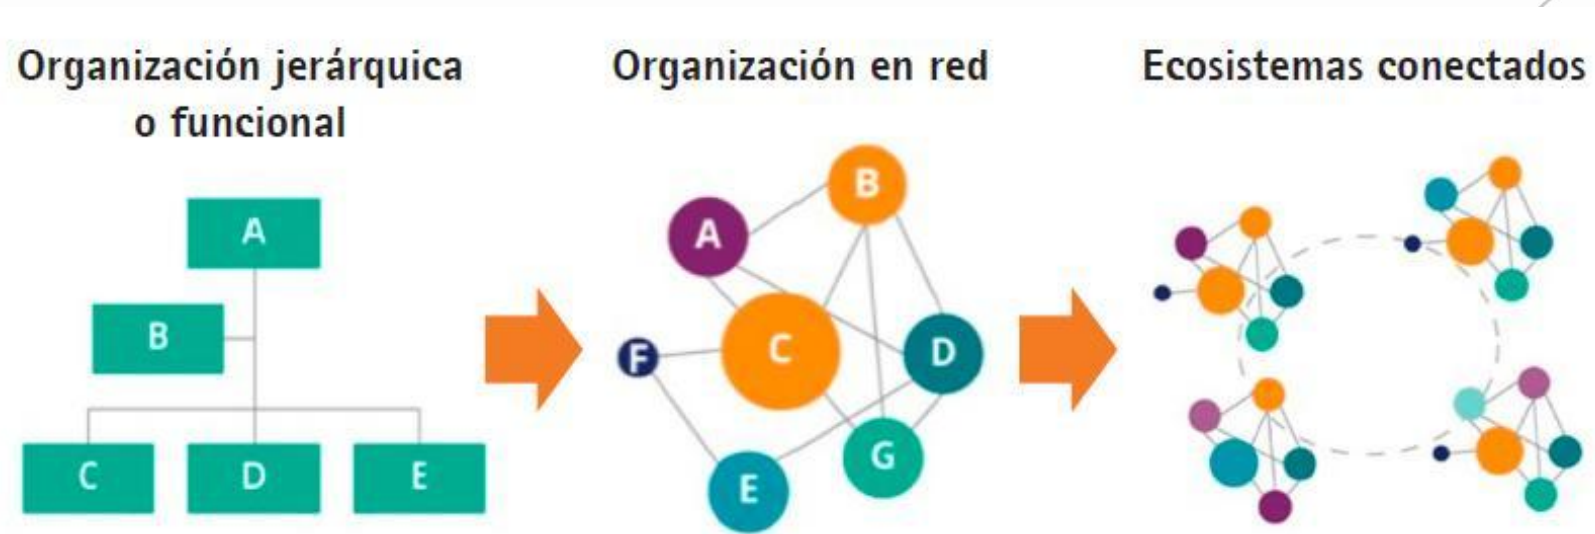 Organización jerárquica
o funcional
Organización en red
Ecosistemas conectados
A
B
C
D
E
A
B
C
D
E
F
G